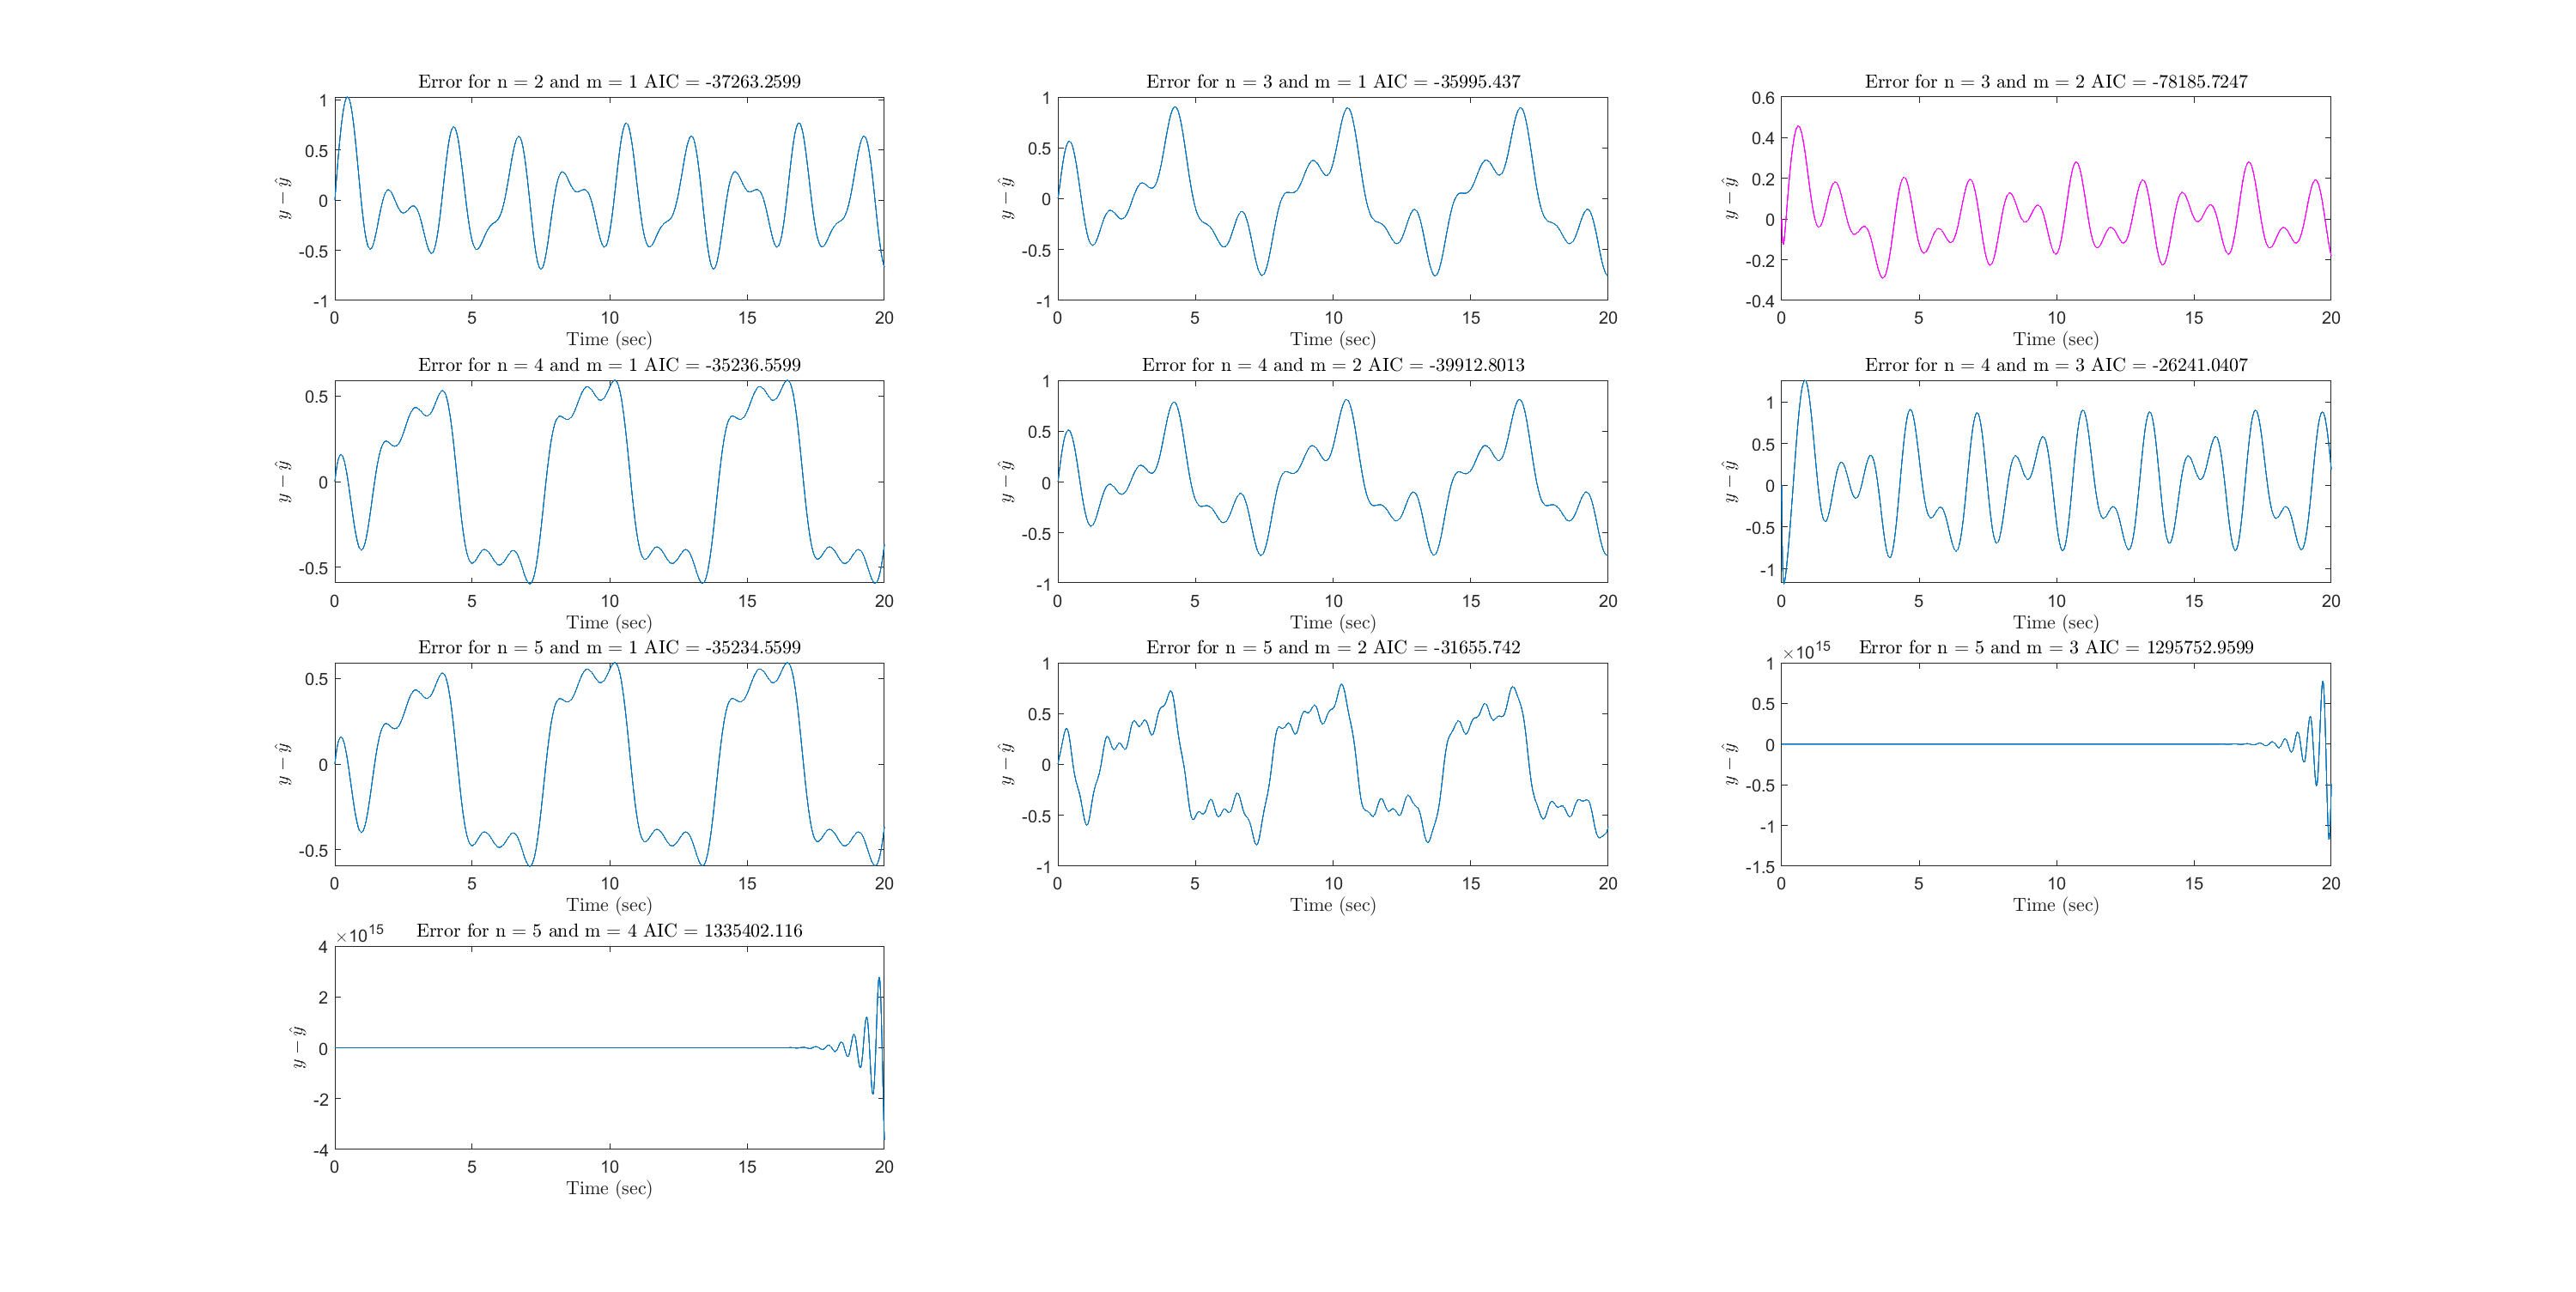 Error for n = 2 and m = 1 AIC = -37263.2599
1
0.5
0
-0.5
-1
y − ŷ
0 5 10 15 20
Time (sec)
Error for n = 3 and m = 1 AIC = -35995.437
1
0.5
0
-0.5
-1
y − ŷ
0 5 10 15 20
Time (sec)
Error for n = 3 and m = 2 AIC = -78185.7247
0.6
0.4
0.2
0
-0.2
-0.4
y − ŷ
0 5 10 15 20
Time (sec)
Error for n = 4 and m = 1 AIC = -35236.5599
0.5
0
-0.5
y − ŷ
0 5 10 15 20
Time (sec)
Error for n = 4 and m = 2 AIC = -39912.8013
1
0.5
0
-0.5
-1
y − ŷ
0 5 10 15 20
Time (sec)
Error for n = 4 and m = 3 AIC = -26241.0407
1
0.5
0
-0.5
-1
y − ŷ
0 5 10 15 20
Time (sec)
Error for n = 5 and m = 1 AIC = -35234.5599
0.5
0
-0.5
y − ŷ
0 5 10 15 20
Time (sec)
Error for n = 5 and m = 2 AIC = -31655.742
1
0.5
0
-0.5
-1
y − ŷ
0 5 10 15 20
Time (sec)
×10^15 Error for n = 5 and m = 3 AIC = 1295752.9599
1
0.5
0
-0.5
-1
-1.5
y − ŷ
0 5 10 15 20
Time (sec)
×10^15 Error for n = 5 and m = 4 AIC = 1335402.116
4
2
0
-2
-4
y − ŷ
0 5 10 15 20
Time (sec)